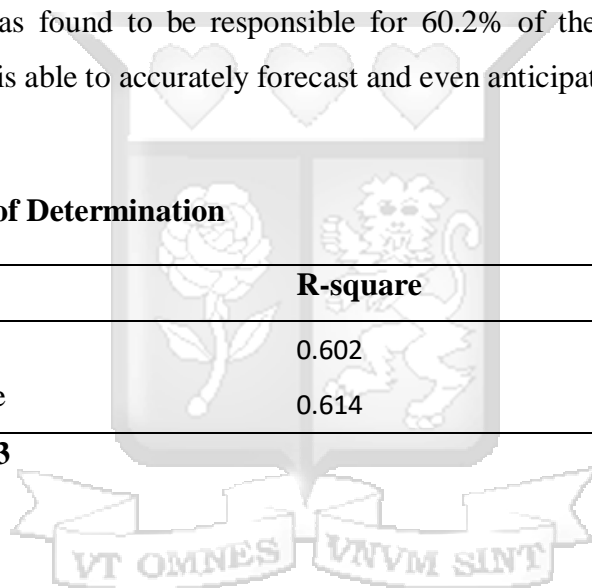 as found to be responsible for 60.2% of the
is able to accurately forecast and even anticipat
of Determination
R-square
0.602
e
0.614
3
VT OMNES VNVM SINT